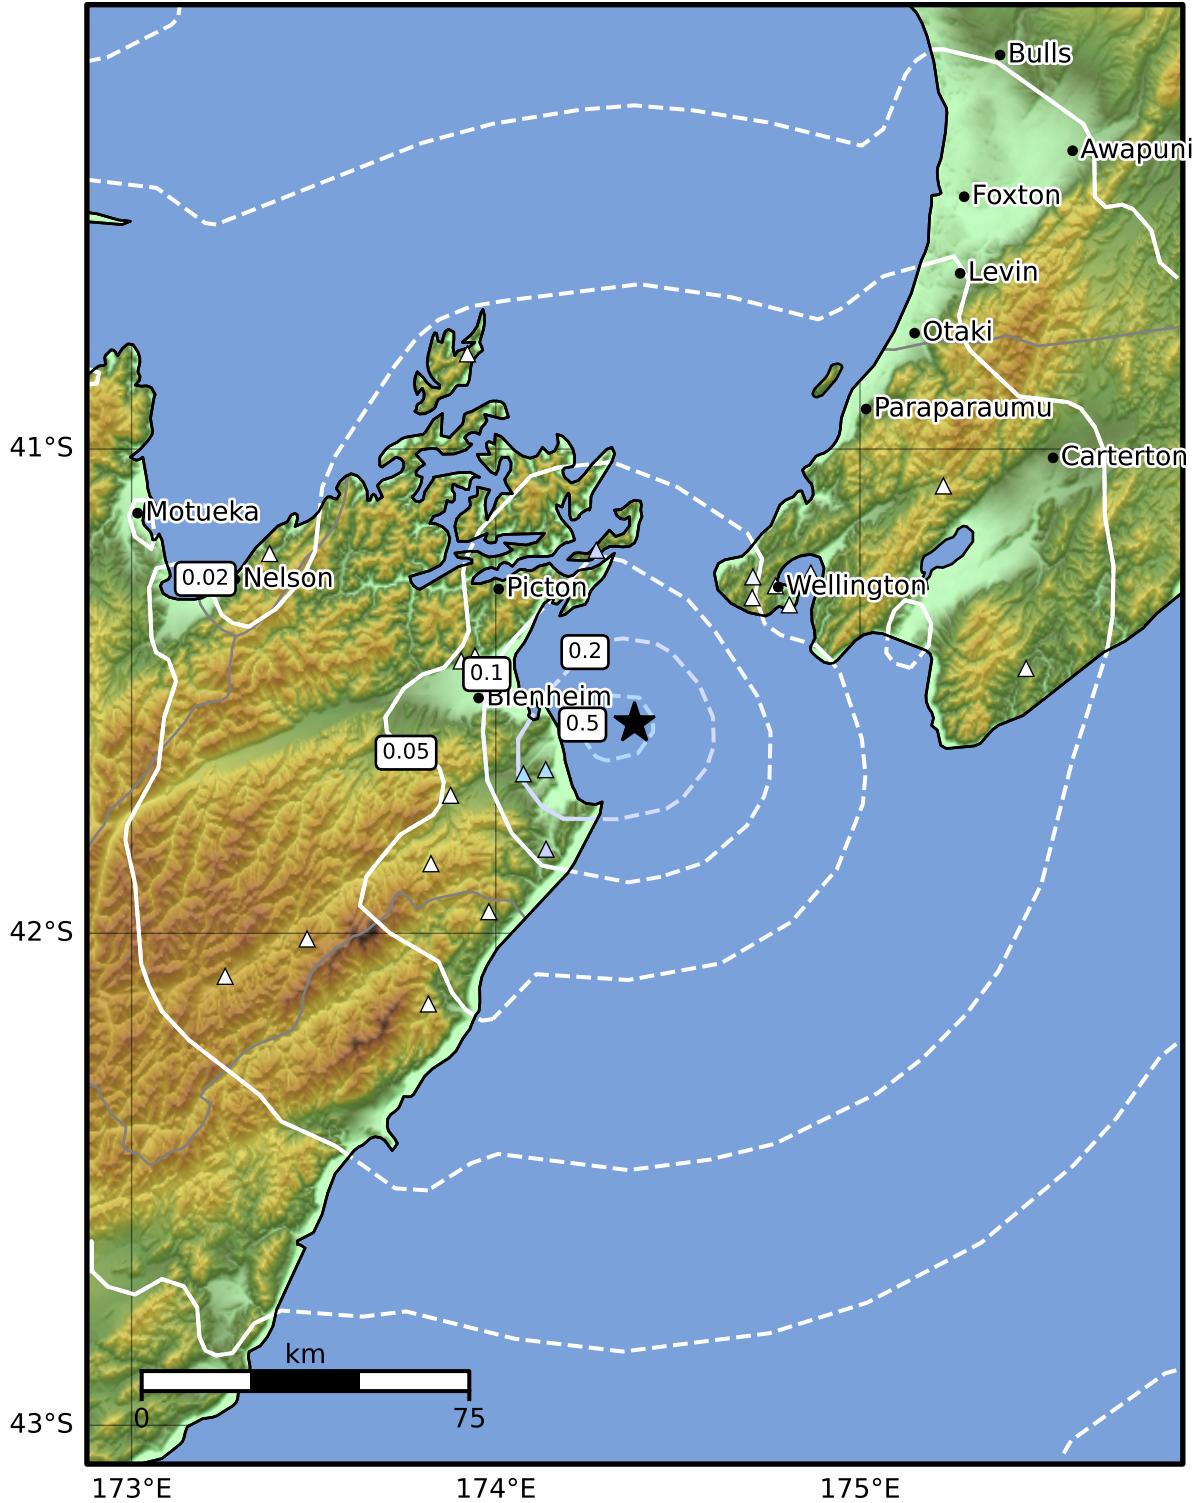 Bulls
Awapuni
Foxton
Levin
Otaki
Paraparaumu
41°S
Carterton
Motueka
0.02
Nelson
Picton
Wellington
0.2
0.1
Blenheim
0.5
0.05
42°S
km
0
75
43°S
173°E
174°E
175°E